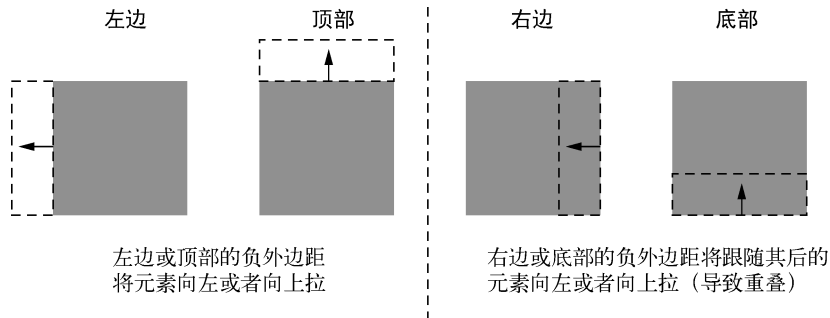 左边
顶部
左边或顶部的负外边距
将元素向左或者向上拉
右边
底部
右边或底部的负外边距将跟随其后的
元素向左或者向上拉（导致重叠）